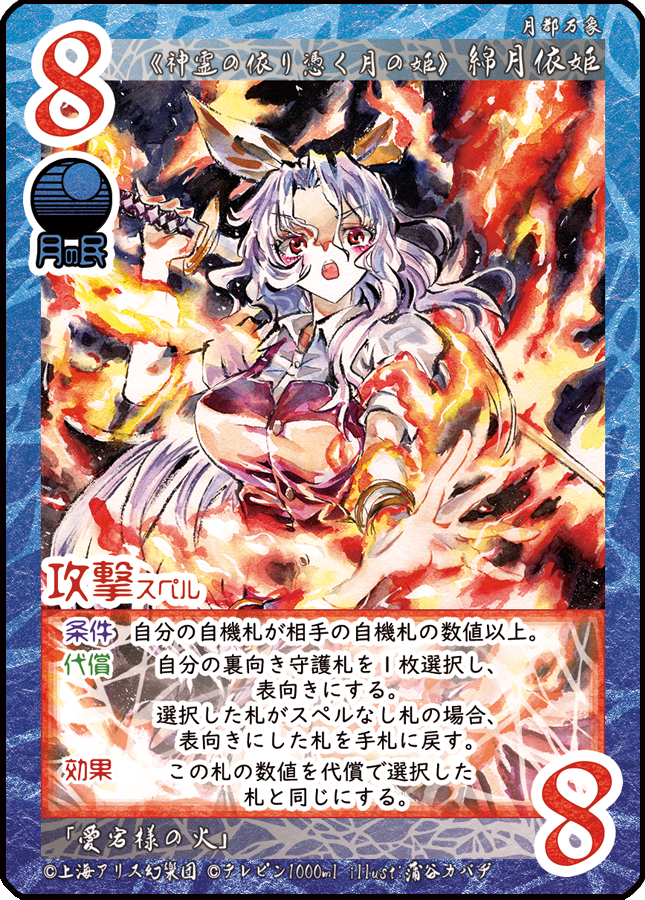 月都万象
8
《神霊の依り憑く月の姫》 綿月依姫
月の民
攻撃スペル
条件 自分の自機札が相手の自機札の数値以上。
代償 自分の裏向き守護札を1枚選択し、
表向きにする。
選択した札がスペルなし札の場合、
表向きにした札を手札に戻す。
効果 この札の数値を代償で選択した
札と同じにする。
8
「愛宕様の火」
©上海アリス幻樂団 ©テレピン1000ml illust:蒲谷カバヂ